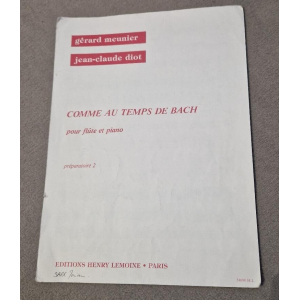 gérard meunier
jean-claude diot
COMME AU TEMPS DE BACH
pour flûte et piano
préparatoire 2
EDITIONS HENRY LEMOINE • PARIS